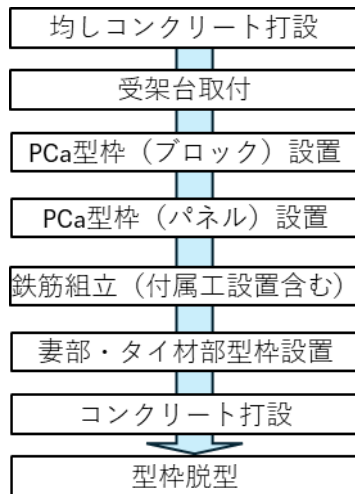 均しコンクリート打設
受架台取付
PCa型枠（ブロック）設置
PCa型枠（パネル）設置
鉄筋組立（付属工設置含む）
妻部・タイ材部型枠設置
コンクリート打設
型枠脱型